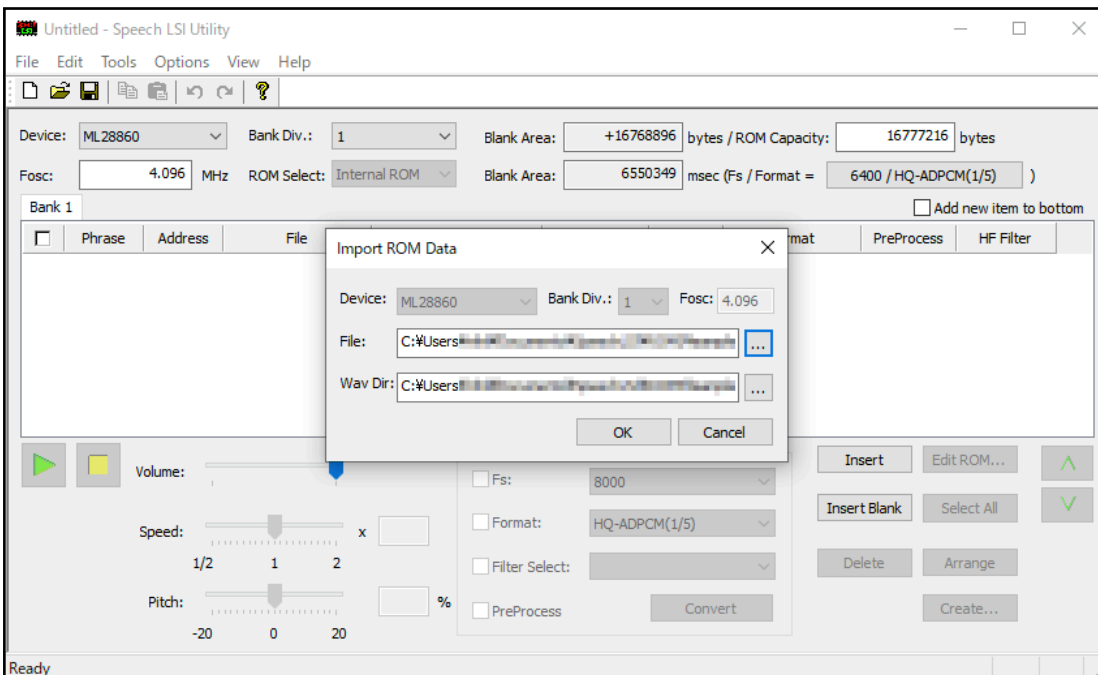 Untitled - Speech LSI Utility
File Edit Tools Options View Help
Device: ML28860 Bank Div.: 1 Blank Area: +16768896 bytes / ROM Capacity: 16777216 bytes
Fosc: 4.096 MHz ROM Select: Internal ROM Blank Area: 6550349 msec (Fs / Format = 6400 / HQ-ADPCM(1/5) )
Bank 1 Add new item to bottom
Phrase Address File PreProcess HF Filter
Import ROM Data
Device: ML28860 Bank Div.: 1 Fosc: 4.096
File: C:¥Users ...
Wav Dir: C:¥Users ...
OK Cancel
Volume:
Speed: x
1/2 1 2
Pitch: %
-20 0 20
Fs: 8000
Format: HQ-ADPCM(1/5)
Filter Select:
PreProcess Convert
Insert Edit ROM...
Insert Blank Select All
Delete Arrange
Create...
Ready